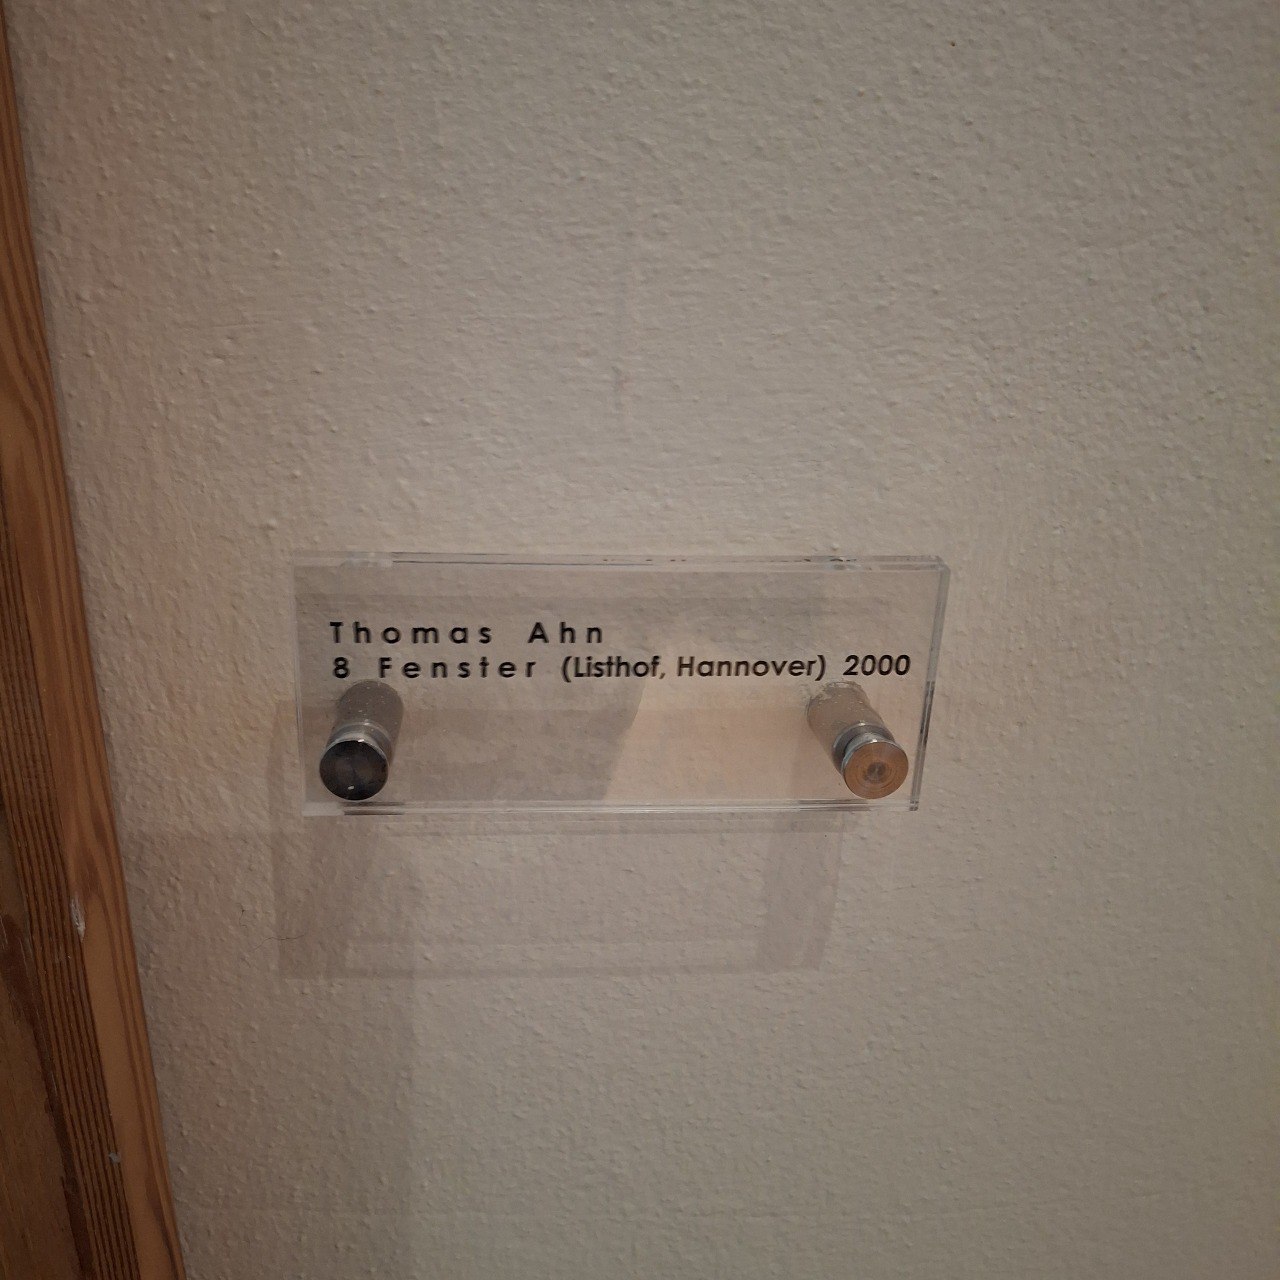 Thomas Ahn
8 Fenster (Listhof, Hannover) 2000